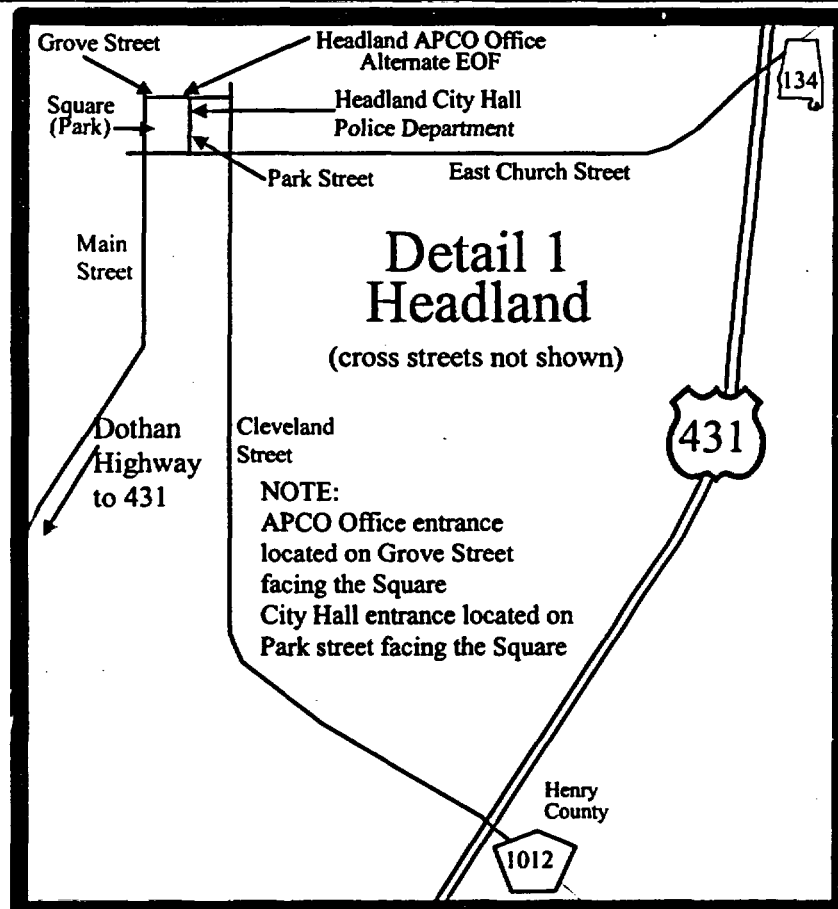 Grove Street
Headland APCO Office
Alternate EOF
134
Square
(Park)
Headland City Hall
Police Department
Park Street
East Church Street
Main
Street
Detail 1
Headland
(cross streets not shown)
431
Dothan
Highway
to 431
Cleveland
Street
NOTE:
APCO Office entrance
located on Grove Street
facing the Square
City Hall entrance located on
Park street facing the Square
Henry
County
1012